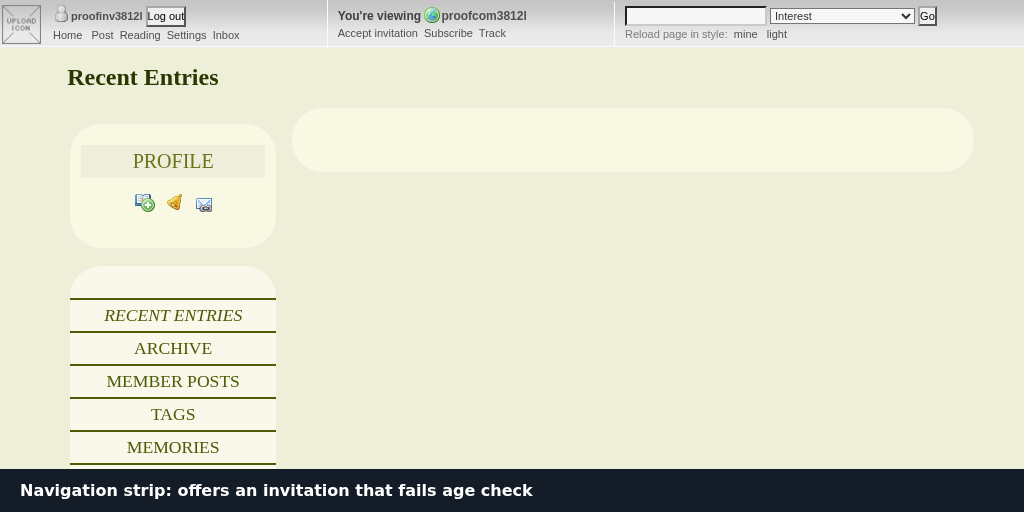 UPLOAD ICON
proofinv3812l Log out
Home Post Reading Settings Inbox
You're viewing proofcom3812l
Accept invitation Subscribe Track
Interest Go
Reload page in style: mine light
Recent Entries
PROFILE
RECENT ENTRIES
ARCHIVE
MEMBER POSTS
TAGS
MEMORIES
Navigation strip: offers an invitation that fails age check